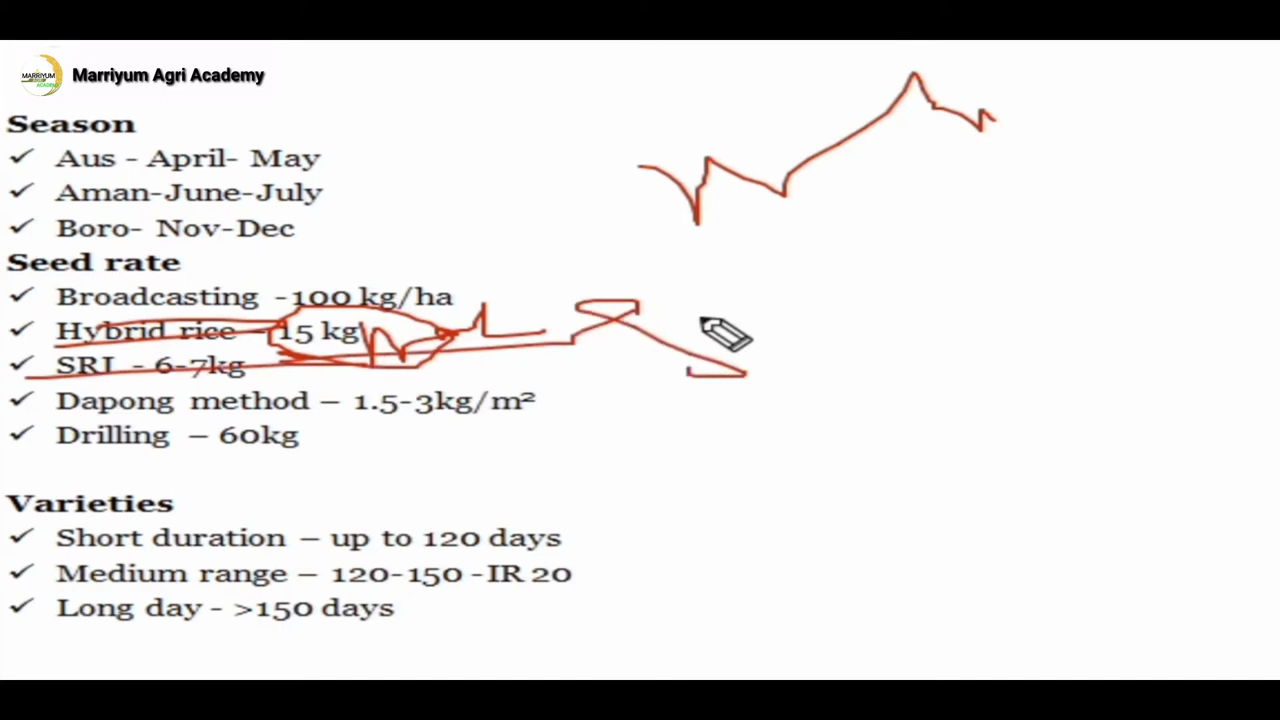 MARRIYUM
ACADEMY
Marriyum Agri Academy
Season
✓ Aus - April- May
✓ Aman-June-July
✓ Boro- Nov-Dec
Seed rate
✓ Broadcasting -100 kg/ha
✓ Hybrid rice – 15 kg
✓ SRI - 6-7kg
✓ Dapong method – 1.5-3kg/m²
✓ Drilling – 60kg
Varieties
✓ Short duration – up to 120 days
✓ Medium range – 120-150 -IR 20
✓ Long day - >150 days